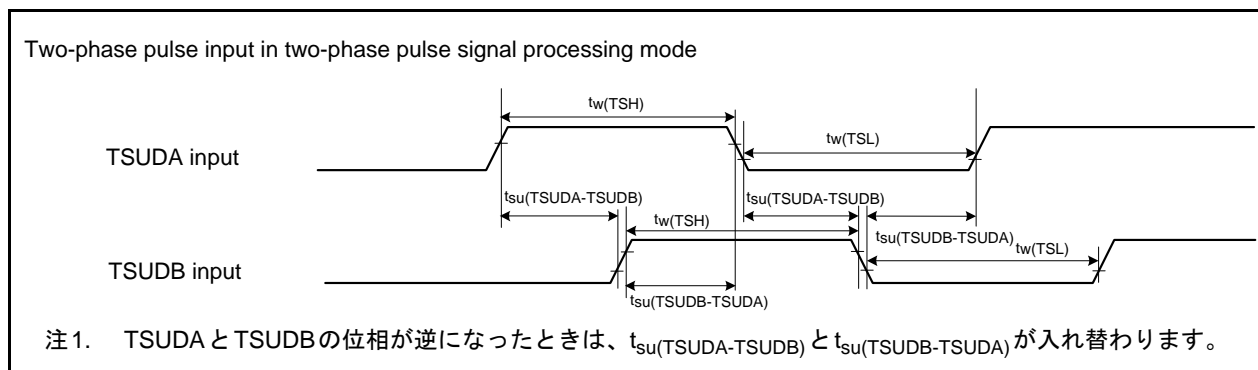 Two-phase pulse input in two-phase pulse signal processing mode
tw(TSH)
TSUDA input
tw(TSL)
tsu(TSUDA-TSUDB)
tsu(TSUDA-TSUDB)
tw(TSH)
tsu(TSUDB-TSUDA)
tw(TSL)
TSUDB input
tsu(TSUDB-TSUDA)
注1. TSUDAとTSUDBの位相が逆になったときは、tsu(TSUDA-TSUDB)とtsu(TSUDB-TSUDA)が入れ替わります。